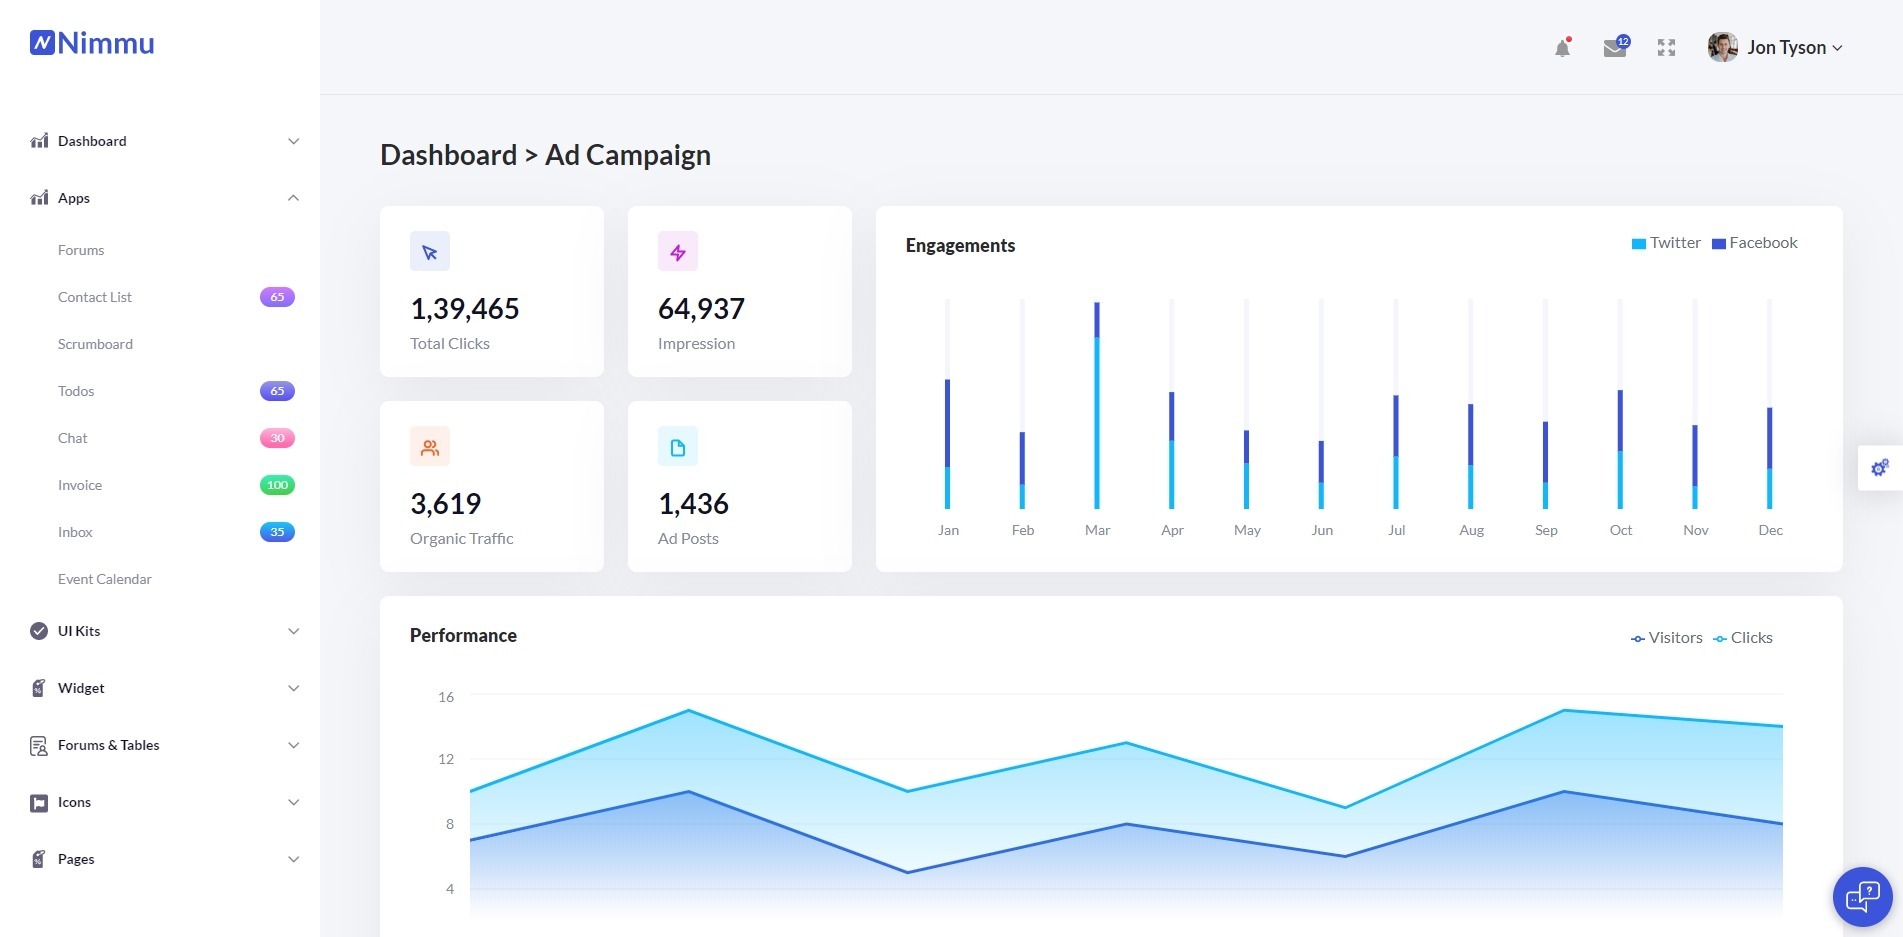 Nimmu
12
Jon Tyson
Dashboard
Apps
Forums
Contact List 65
Scrumboard
Todos 65
Chat 30
Invoice 100
Inbox 35
Event Calendar
UI Kits
Widget
Forums & Tables
Icons
Pages
Dashboard > Ad Campaign
1,39,465
Total Clicks
64,937
Impression
3,619
Organic Traffic
1,436
Ad Posts
Engagements
Twitter Facebook
Jan Feb Mar Apr May Jun Jul Aug Sep Oct Nov Dec
Performance
Visitors Clicks
16
12
8
4